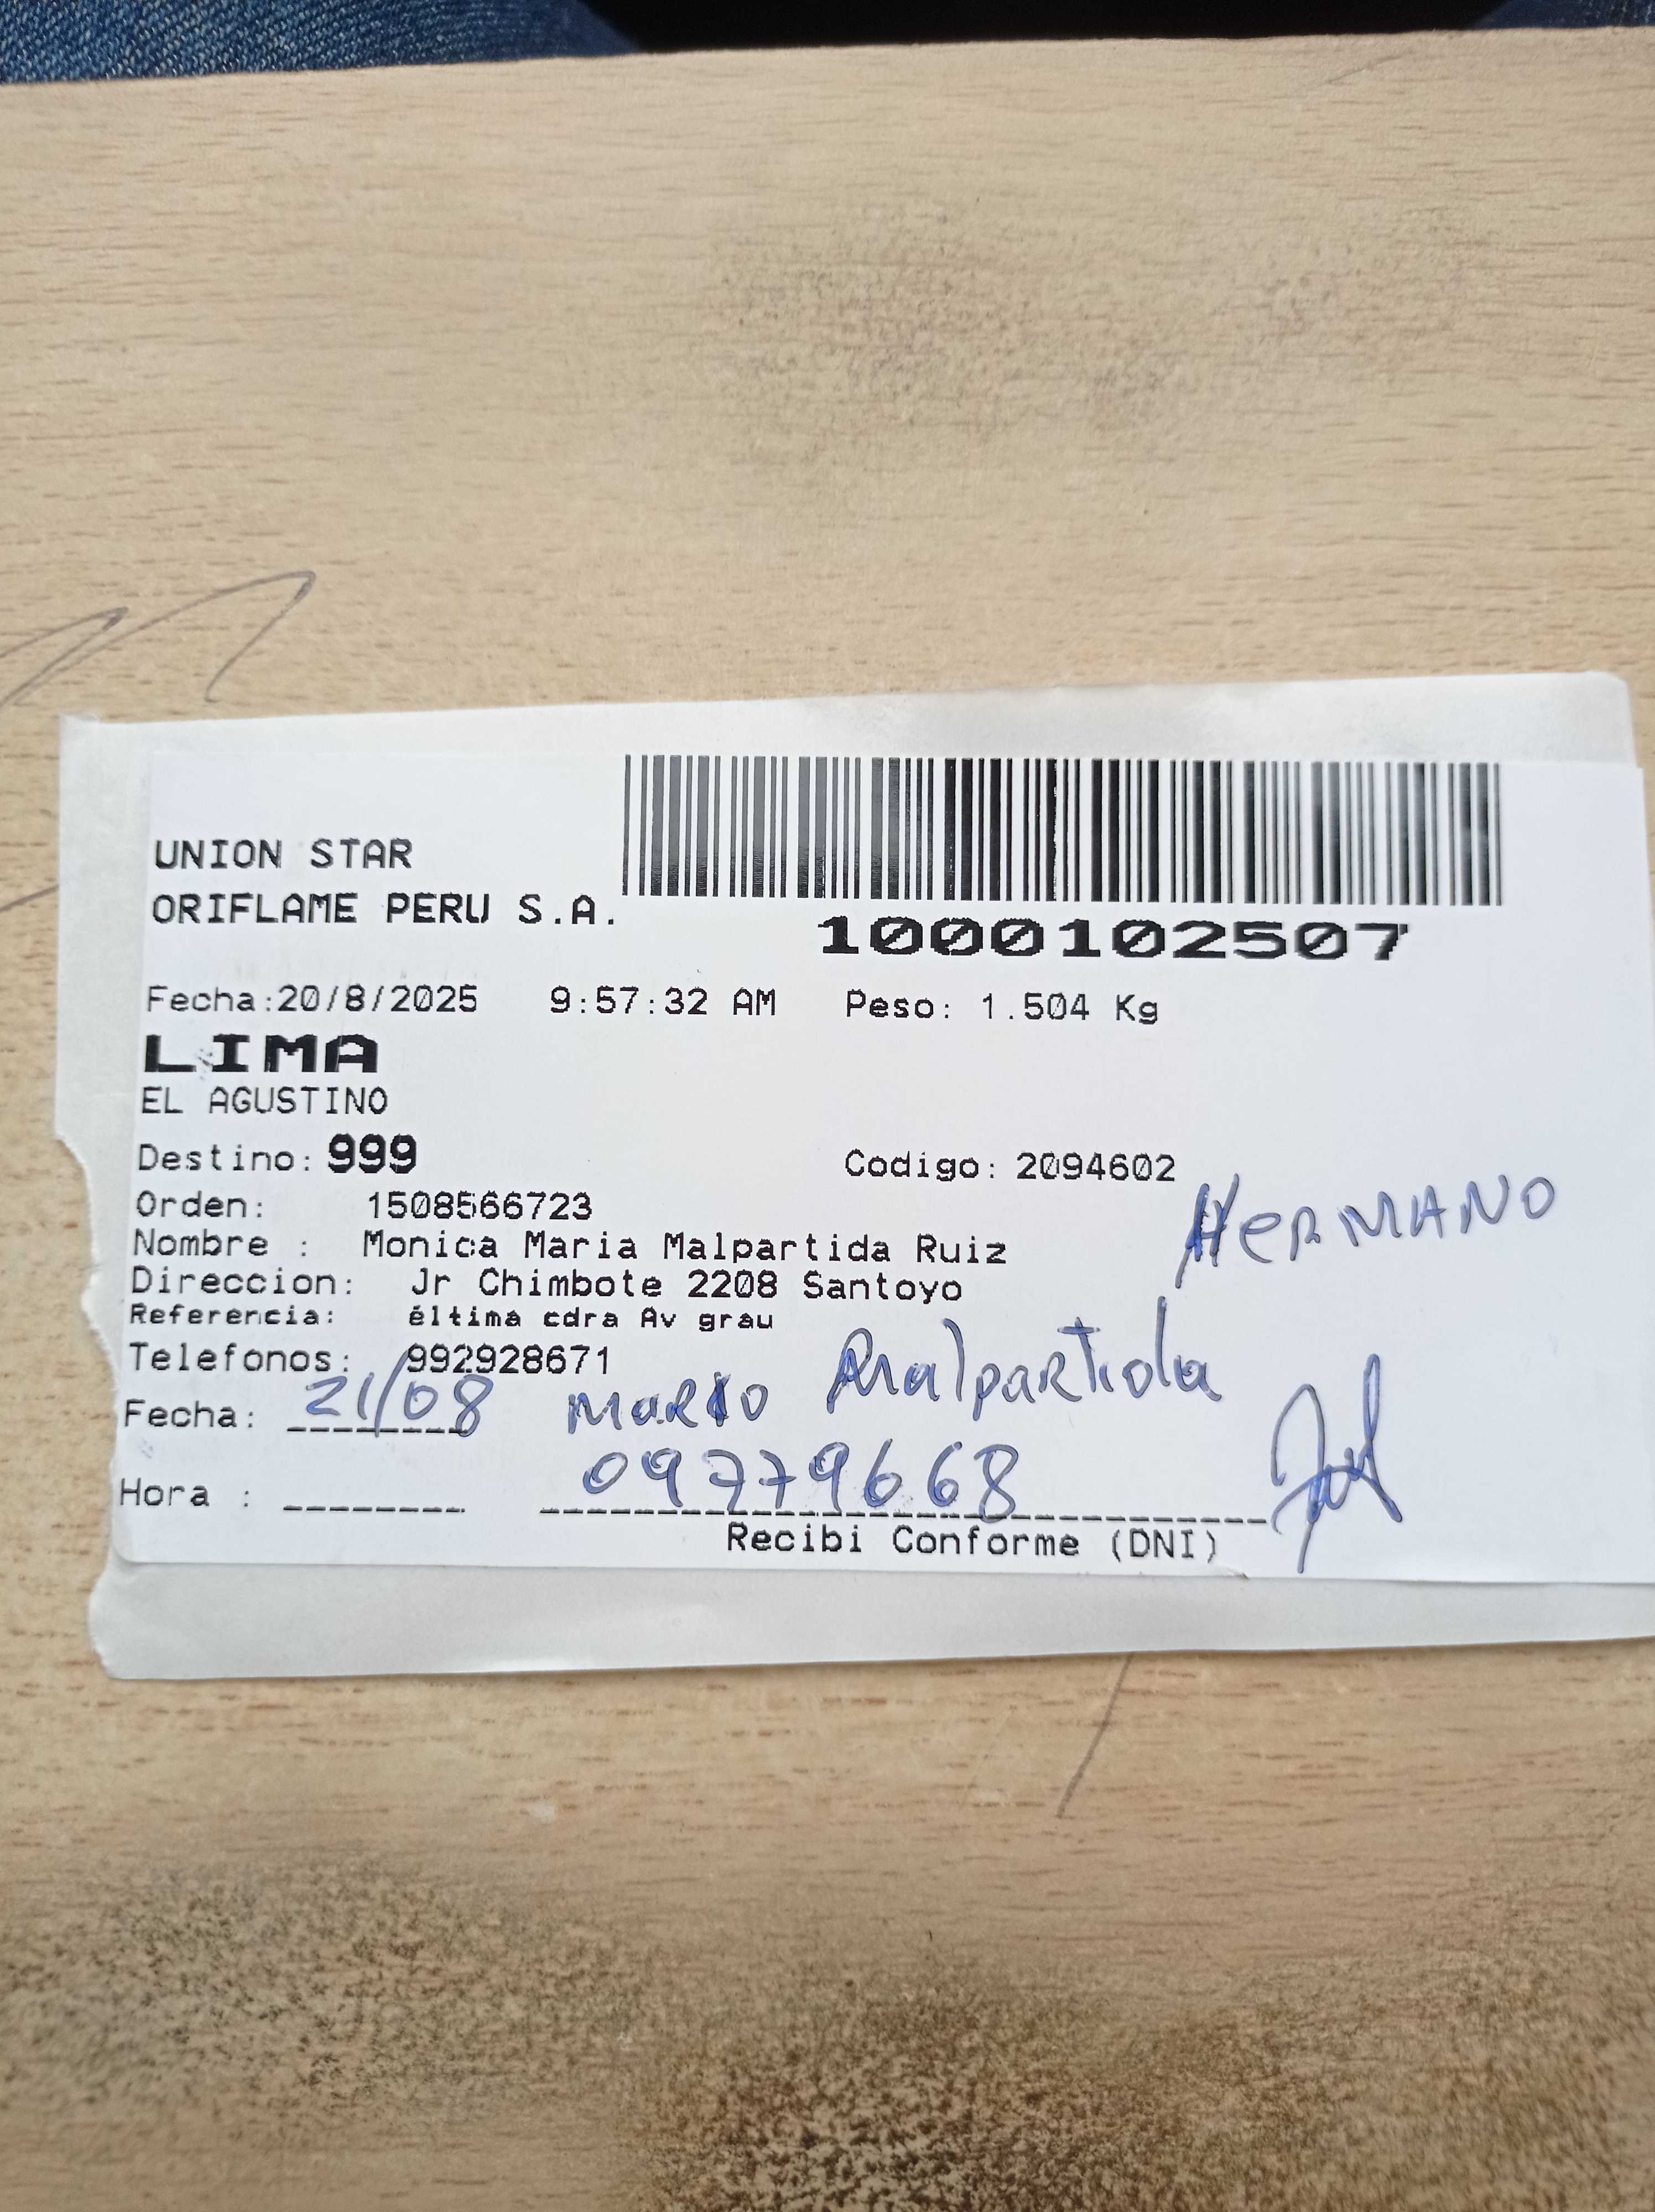 UNION STAR
ORIFLAME PERU S.A.
1000102507
Fecha:20/8/2025 9:57:32 AM Peso: 1.504 Kg
LIMA
EL AGUSTINO
Destino: 999 Codigo: 2094602
Orden: 1508566723
HERMANO
Nombre : Monica Maria Malpartida Ruiz
Direccion: Jr Chimbote 2208 Santoyo
Referencia: éltima cdra Av grau
Telefonos: 992928671
Fecha: 21/08 Mario Malpartida
09779668
Hora :
Recibi Conforme (DNI)